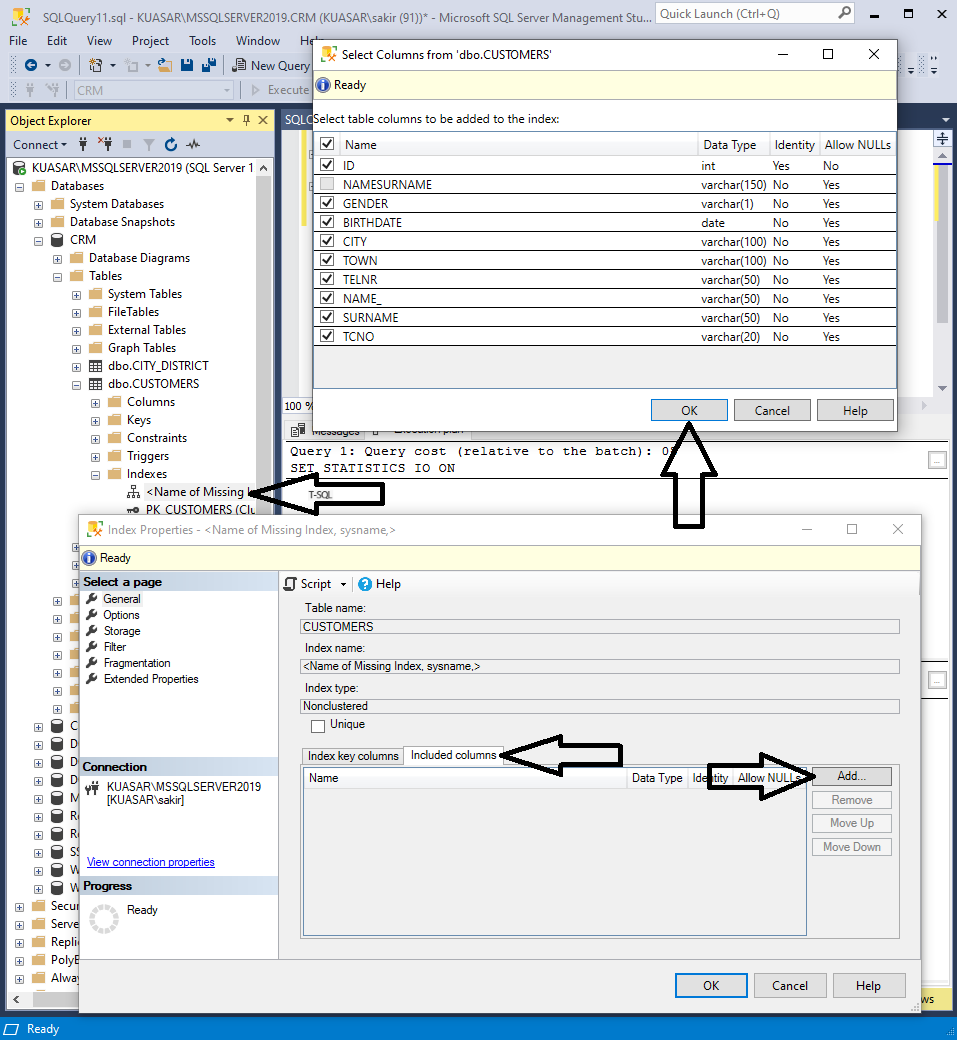 SQLQuery11.sql - KUASAR\MSSQLSERVER2019.CRM (KUASAR\sakir (91))* - Microsoft SQL Server Management Stu...
Quick Launch (Ctrl+Q)
File Edit View Project Tools Window Help
New Query
CRM
Execute
Object Explorer
Connect
KUASAR\MSSQLSERVER2019 (SQL Server 1
Databases
System Databases
Database Snapshots
CRM
Database Diagrams
Tables
System Tables
FileTables
External Tables
Graph Tables
dbo.CITY_DISTRICT
dbo.CUSTOMERS
Columns
Keys
Constraints
Triggers
Indexes
<Name of Missing I
PK_CUSTOMERS (Clu
Secur
Serve
Replic
PolyB
Alway
Select Columns from 'dbo.CUSTOMERS'
Ready
Select table columns to be added to the index:
Name Data Type Identity Allow NULLs
ID int Yes No
NAMESURNAME varchar(150) No Yes
GENDER varchar(1) No Yes
BIRTHDATE date No Yes
CITY varchar(100) No Yes
TOWN varchar(100) No Yes
TELNR varchar(50) No Yes
NAME_ varchar(50) No Yes
SURNAME varchar(50) No Yes
TCNO varchar(20) No Yes
OK Cancel Help
100 %
Messages Execution plan
Query 1: Query cost (relative to the batch): 0%
SET STATISTICS IO ON
T-SQL
Index Properties - <Name of Missing Index, sysname,>
Ready
Select a page
General
Options
Storage
Filter
Fragmentation
Extended Properties
Connection
KUASAR\MSSQLSERVER2019
[KUASAR\sakir]
View connection properties
Progress
Ready
Script Help
Table name:
CUSTOMERS
Index name:
<Name of Missing Index, sysname,>
Index type:
Nonclustered
Unique
Index key columns Included columns
Name Data Type Identity Allow NULLs
Add...
Remove
Move Up
Move Down
OK Cancel Help
ws
Ready